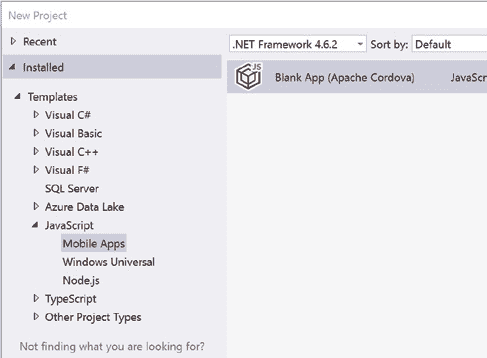 New Project
Recent
.NET Framework 4.6.2 Sort by: Default
Installed
JS Blank App (Apache Cordova) JavaScr
Templates
Visual C#
Visual Basic
Visual C++
Visual F#
SQL Server
Azure Data Lake
JavaScript
Mobile Apps
Windows Universal
Node.js
TypeScript
Other Project Types
Not finding what you are looking for?